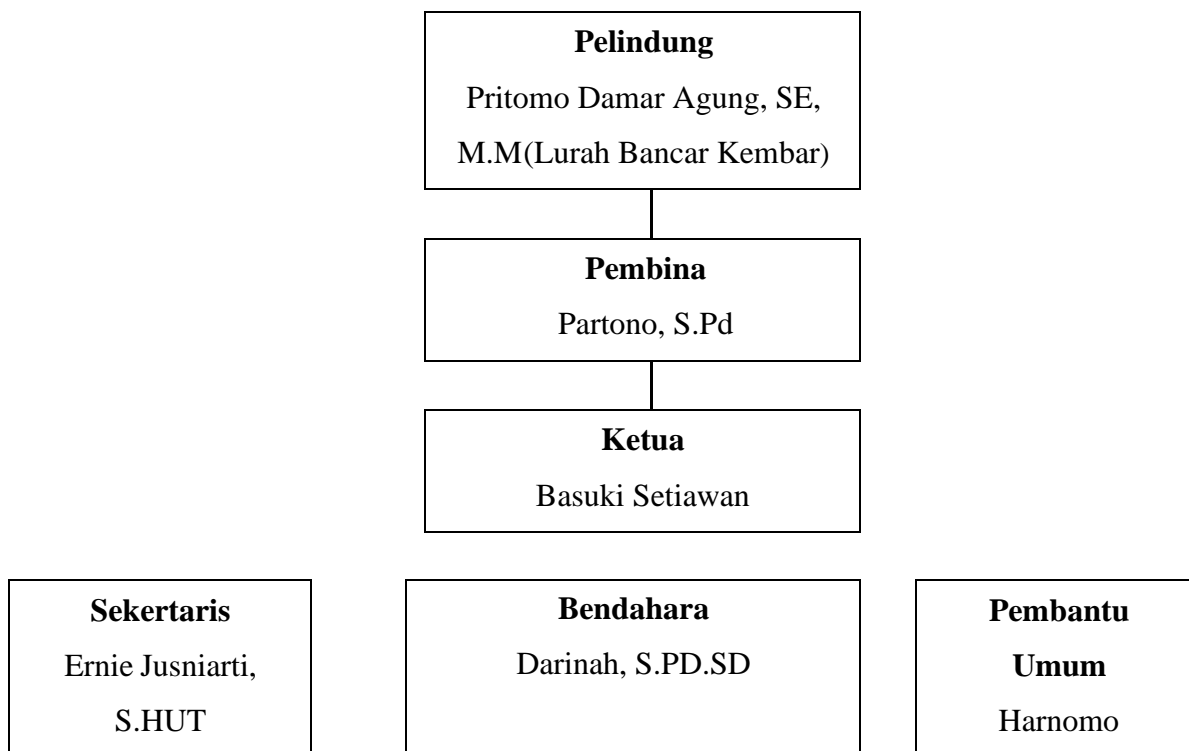 Pelindung
Pritomo Damar Agung, SE,
M.M(Lurah Bancar Kembar)
Pembina
Partono, S.Pd
Ketua
Basuki Setiawan
Sekertaris
Ernie Jusniarti,
S.HUT
Bendahara
Darinah, S.PD.SD
Pembantu
Umum
Harnomo